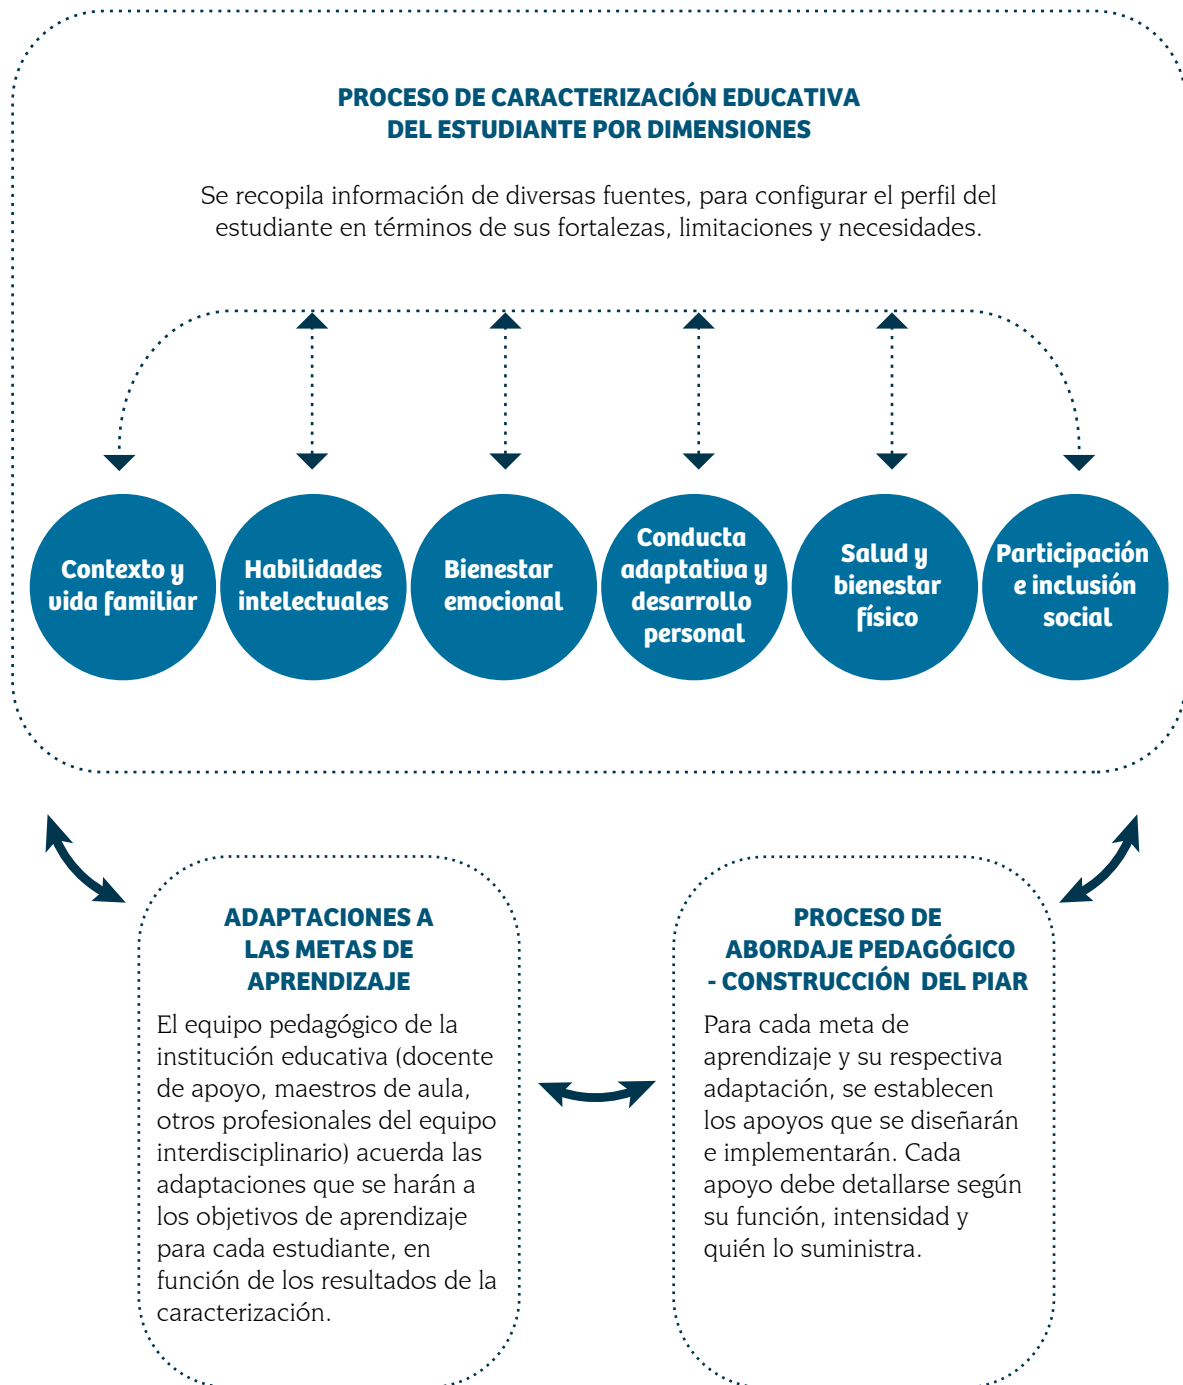 PROCESO DE CARACTERIZACIÓN EDUCATIVA
DEL ESTUDIANTE POR DIMENSIONES
Se recopila información de diversas fuentes, para configurar el perfil del
estudiante en términos de sus fortalezas, limitaciones y necesidades.
Contexto y
vida familiar
Habilidades
intelectuales
Bienestar
emocional
Conducta
adaptativa y
desarrollo
personal
Salud y
bienestar
físico
Participación
e inclusión
social
ADAPTACIONES A
LAS METAS DE
APRENDIZAJE
El equipo pedagógico de la
institución educativa (docente
de apoyo, maestros de aula,
otros profesionales del equipo
interdisciplinario) acuerda las
adaptaciones que se harán a
los objetivos de aprendizaje
para cada estudiante, en
función de los resultados de la
caracterización.
PROCESO DE
ABORDAJE PEDAGÓGICO
- CONSTRUCCIÓN  DEL PIAR
Para cada meta de
aprendizaje y su respectiva
adaptación, se establecen
los apoyos que se diseñarán
e implementarán. Cada
apoyo debe detallarse según
su función, intensidad y
quién lo suministra.